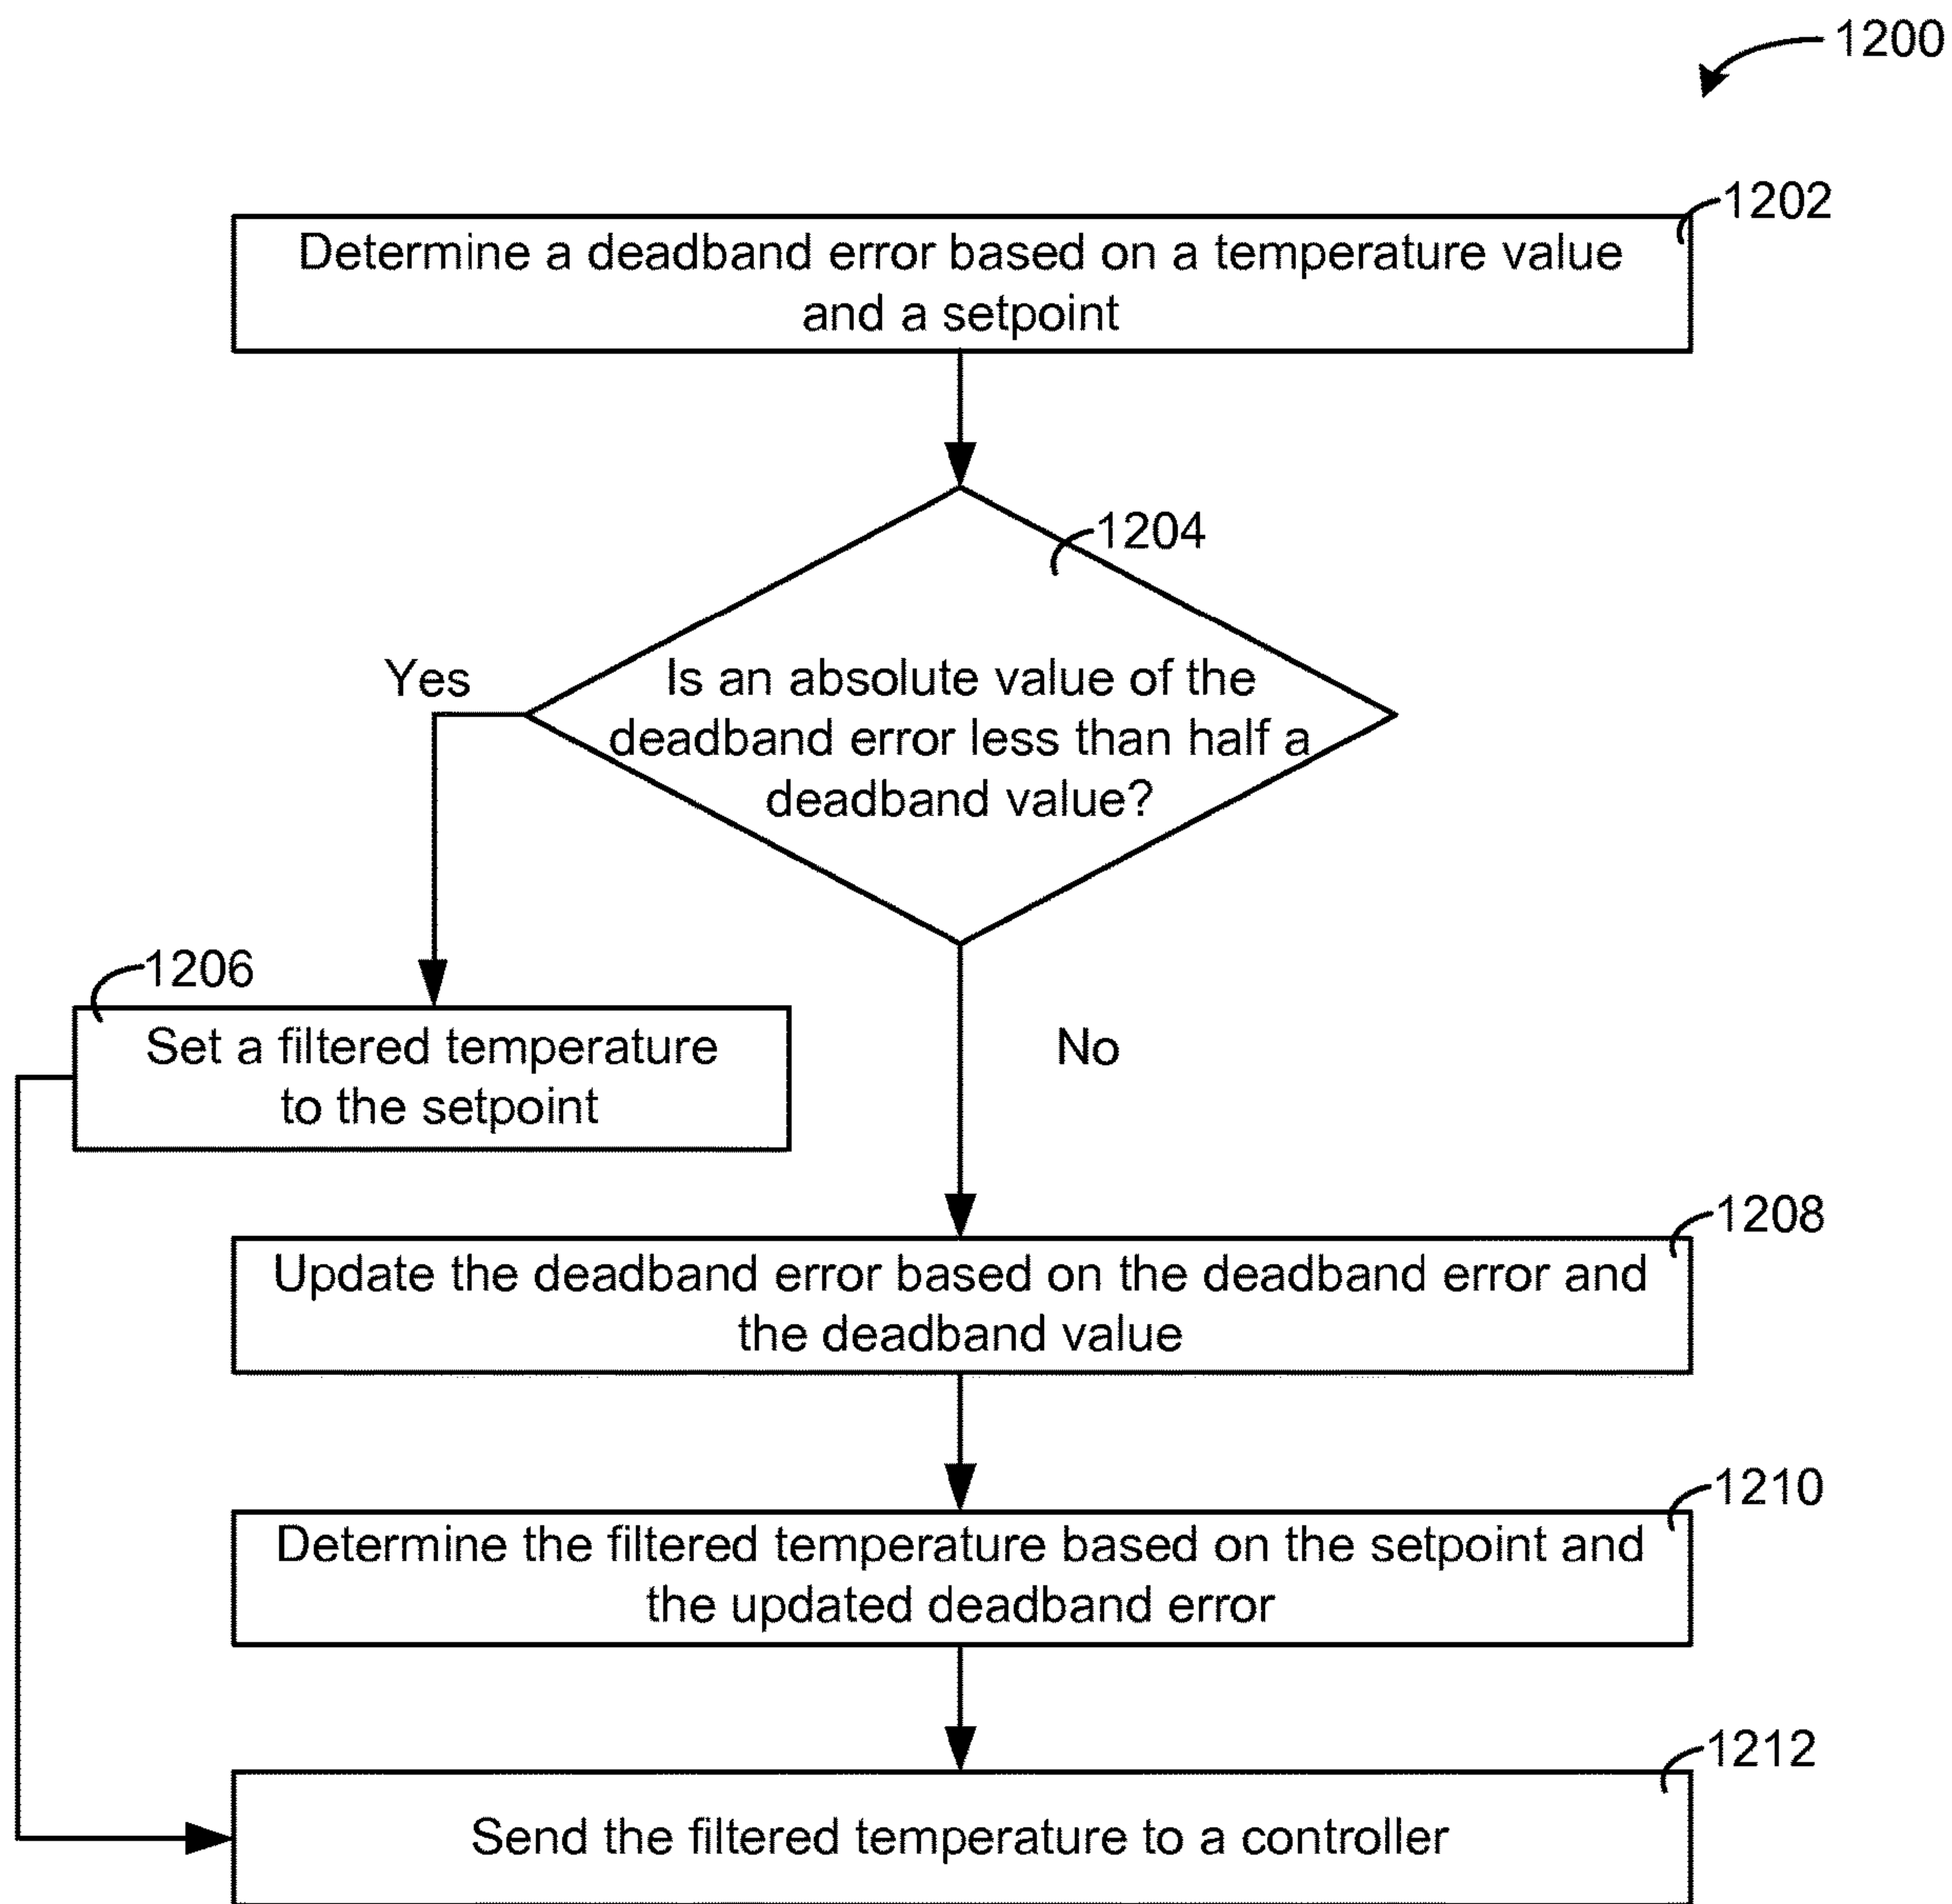 1200
1202
Determine a deadband error based on a temperature value
and a setpoint
1204
Yes
Is an absolute value of the
deadband error less than half a
deadband value?
1206
Set a filtered temperature
to the setpoint
No
1208
Update the deadband error based on the deadband error and
the deadband value
1210
Determine the filtered temperature based on the setpoint and
the updated deadband error
1212
Send the filtered temperature to a controller